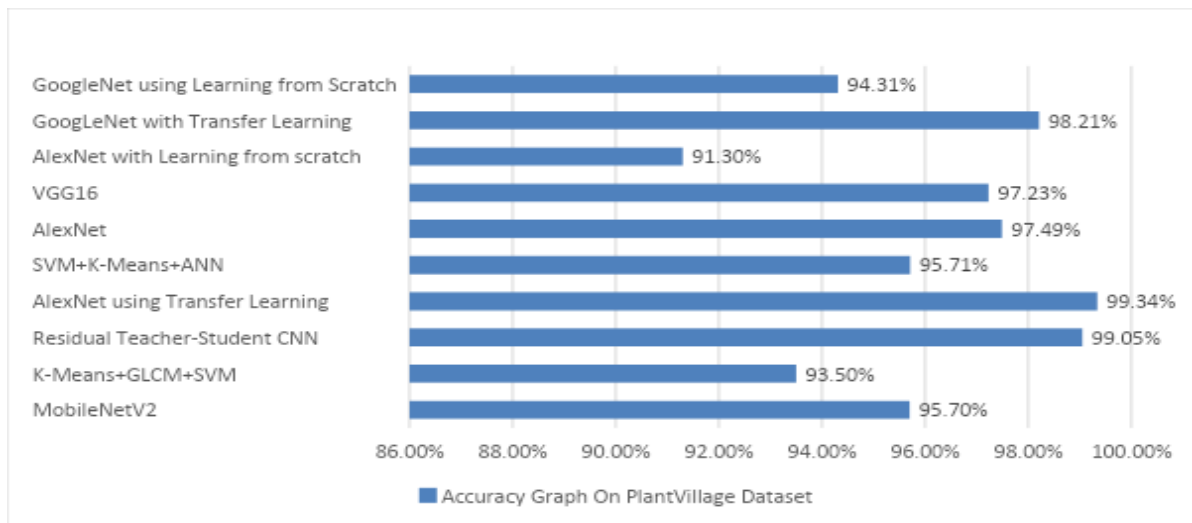 GoogleNet using Learning from Scratch 94.31%
GoogLeNet with Transfer Learning 98.21%
AlexNet with Learning from scratch 91.30%
VGG16 97.23%
AlexNet 97.49%
SVM+K-Means+ANN 95.71%
AlexNet using Transfer Learning 99.34%
Residual Teacher-Student CNN 99.05%
K-Means+GLCM+SVM 93.50%
MobileNetV2 95.70%
86.00% 88.00% 90.00% 92.00% 94.00% 96.00% 98.00% 100.00%
Accuracy Graph On PlantVillage Dataset